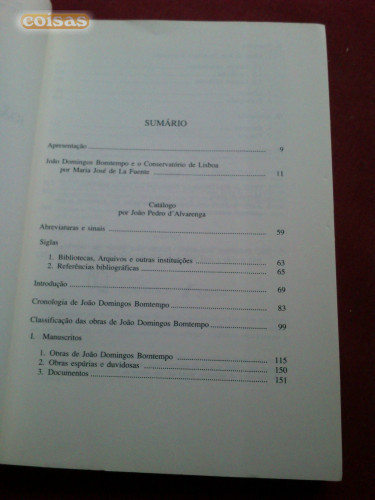 coisas
SUMÁRIO
Apresentação 9
João Domingos Bomtempo e o Conservatório de Lisboa
por Maria José de La Fuente 11
Catálogo
por João Pedro d'Alvarenga
Abreviaturas e sinais 59
Siglas
1. Bibliotecas, Arquivos e outras instituições 63
2. Referências bibliográficas 65
Introdução 69
Cronologia de João Domingos Bomtempo 83
Classificação das obras de João Domingos Bomtempo 99
I. Manuscritos
1. Obras de João Domingos Bomtempo 115
2. Obras espúrias e duvidosas 150
3. Documentos 151